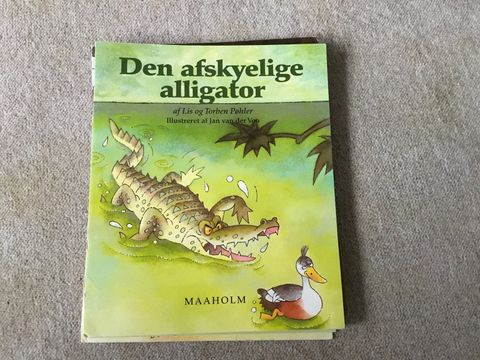 Den afskyelige
alligator
af Lis og Torben Pøhler
Illustreret af Jan van der Voo
MAAHOLM